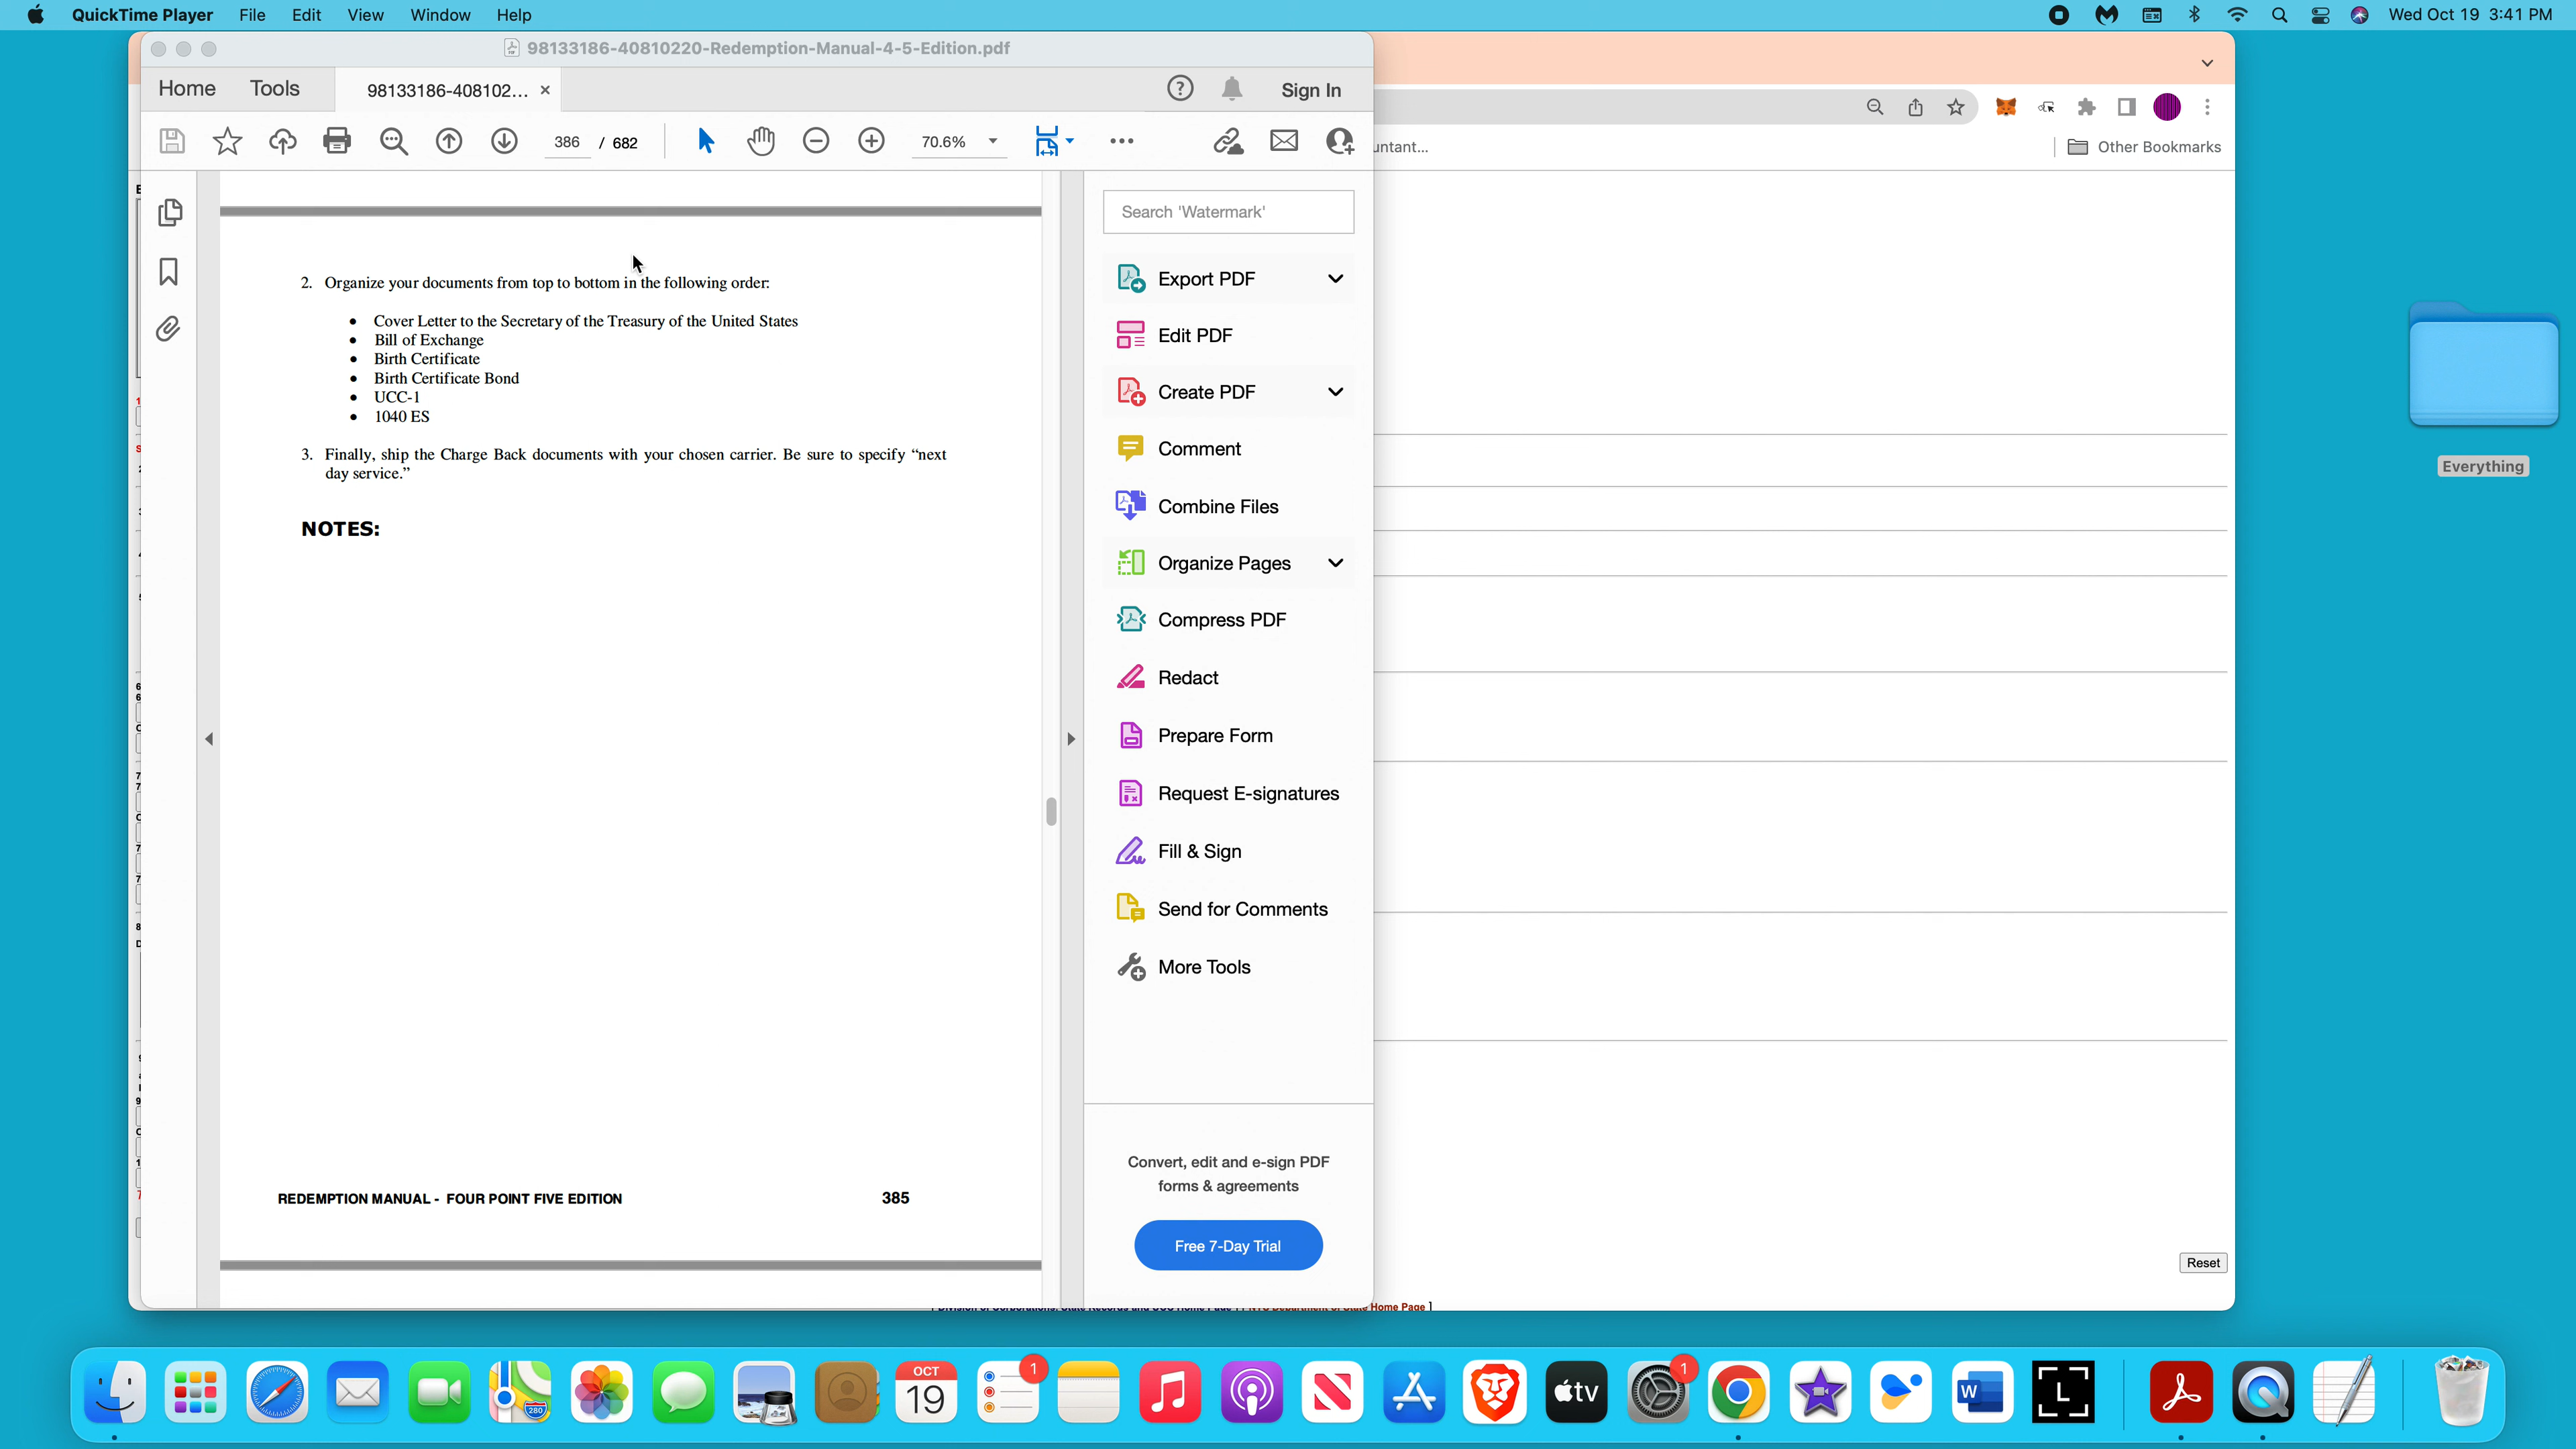 QuickTime Player File Edit View Window Help
Wed Oct 19 3:41 PM
98133186-40810220-Redemption-Manual-4-5-Edition.pdf
Home Tools 98133186-408102... × Sign In
386 / 682 70.6%
untant...
Other Bookmarks
2. Organize your documents from top to bottom in the following order:
• Cover Letter to the Secretary of the Treasury of the United States
• Bill of Exchange
• Birth Certificate
• Birth Certificate Bond
• UCC-1
• 1040 ES
3. Finally, ship the Charge Back documents with your chosen carrier. Be sure to specify “next
day service.”
NOTES:
REDEMPTION MANUAL - FOUR POINT FIVE EDITION 385
Search 'Watermark'
Export PDF
Edit PDF
Create PDF
Comment
Combine Files
Organize Pages
Compress PDF
Redact
Prepare Form
Request E-signatures
Fill & Sign
Send for Comments
More Tools
Convert, edit and e-sign PDF
forms & agreements
Free 7-Day Trial
Everything
Reset
Home Page ]
OCT
19
1
280
tv
1
W
L